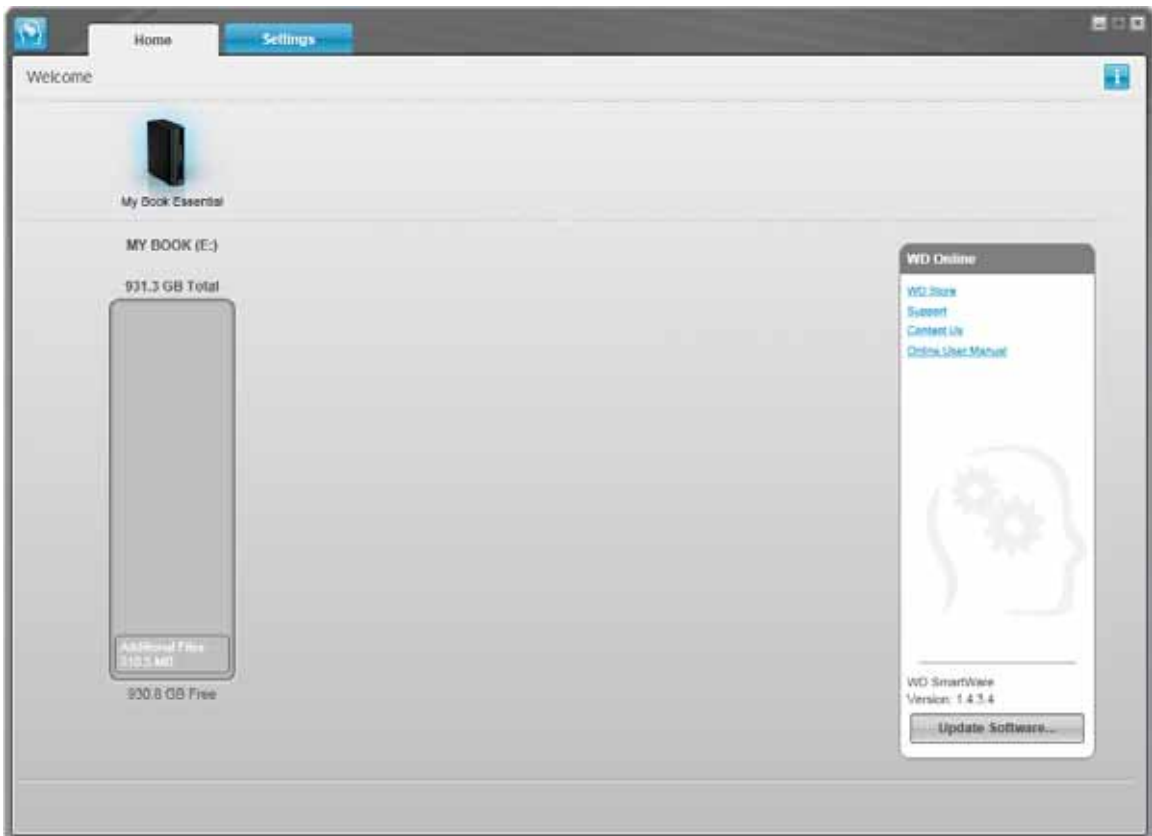 Home
Settings
Welcome
My Book Essential
MY BOOK (E:)
931.3 GB Total
Additional Files
MB
930.8 GB Free
WD Online
WD Store
Support
Contact Us
Online User Manual
WD SmartWare
Version: 1.4.3.4
Update Software...